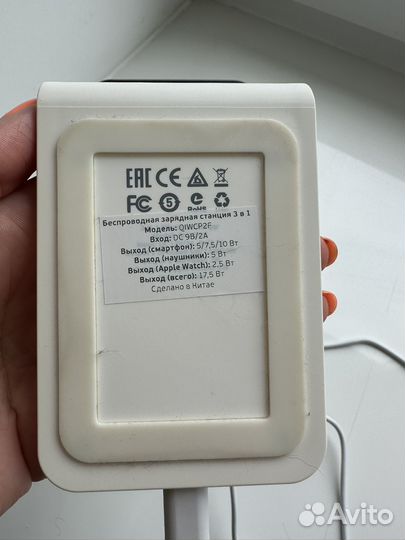 EAC CE
FC 5 RoHS
Беспроводная зарядная станция 3 в 1
Модель: QIWCP2F
Вход: DC 9В/2А
Выход (смартфон): 5/7,5/10 Вт
Выход (наушники): 5 Вт
Выход (Apple Watch): 2,5 Вт
Выход (всего): 17,5 Вт
Сделано в Китае
Avito